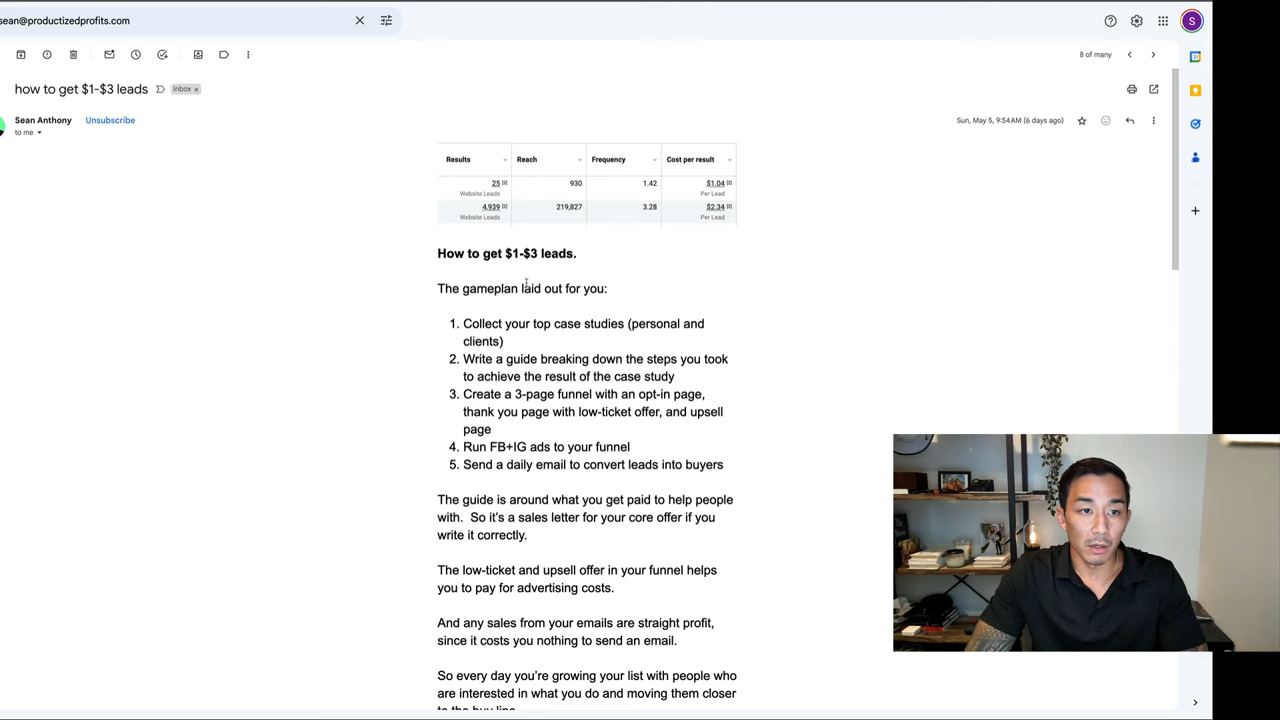 sean@productizedprofits.com
S
8 of many
how to get $1-$3 leads
Inbox ×
Sean Anthony
Unsubscribe
Sun, May 5, 9:54 AM (6 days ago)
to me
Results
Reach
Frequency
Cost per result
25 [2]
930
1.42
$1.04 [2]
Website Leads
Per Lead
4,939 [2]
219,827
3.28
$2.34 [2]
Website Leads
Per Lead
How to get $1-$3 leads.
The gameplan laid out for you:
1. Collect your top case studies (personal and
clients)
2. Write a guide breaking down the steps you took
to achieve the result of the case study
3. Create a 3-page funnel with an opt-in page,
thank you page with low-ticket offer, and upsell
page
4. Run FB+IG ads to your funnel
5. Send a daily email to convert leads into buyers
The guide is around what you get paid to help people
with.  So it's a sales letter for your core offer if you
write it correctly.
The low-ticket and upsell offer in your funnel helps
you to pay for advertising costs.
And any sales from your emails are straight profit,
since it costs you nothing to send an email.
So every day you're growing your list with people who
are interested in what you do and moving them closer
to the buy line.